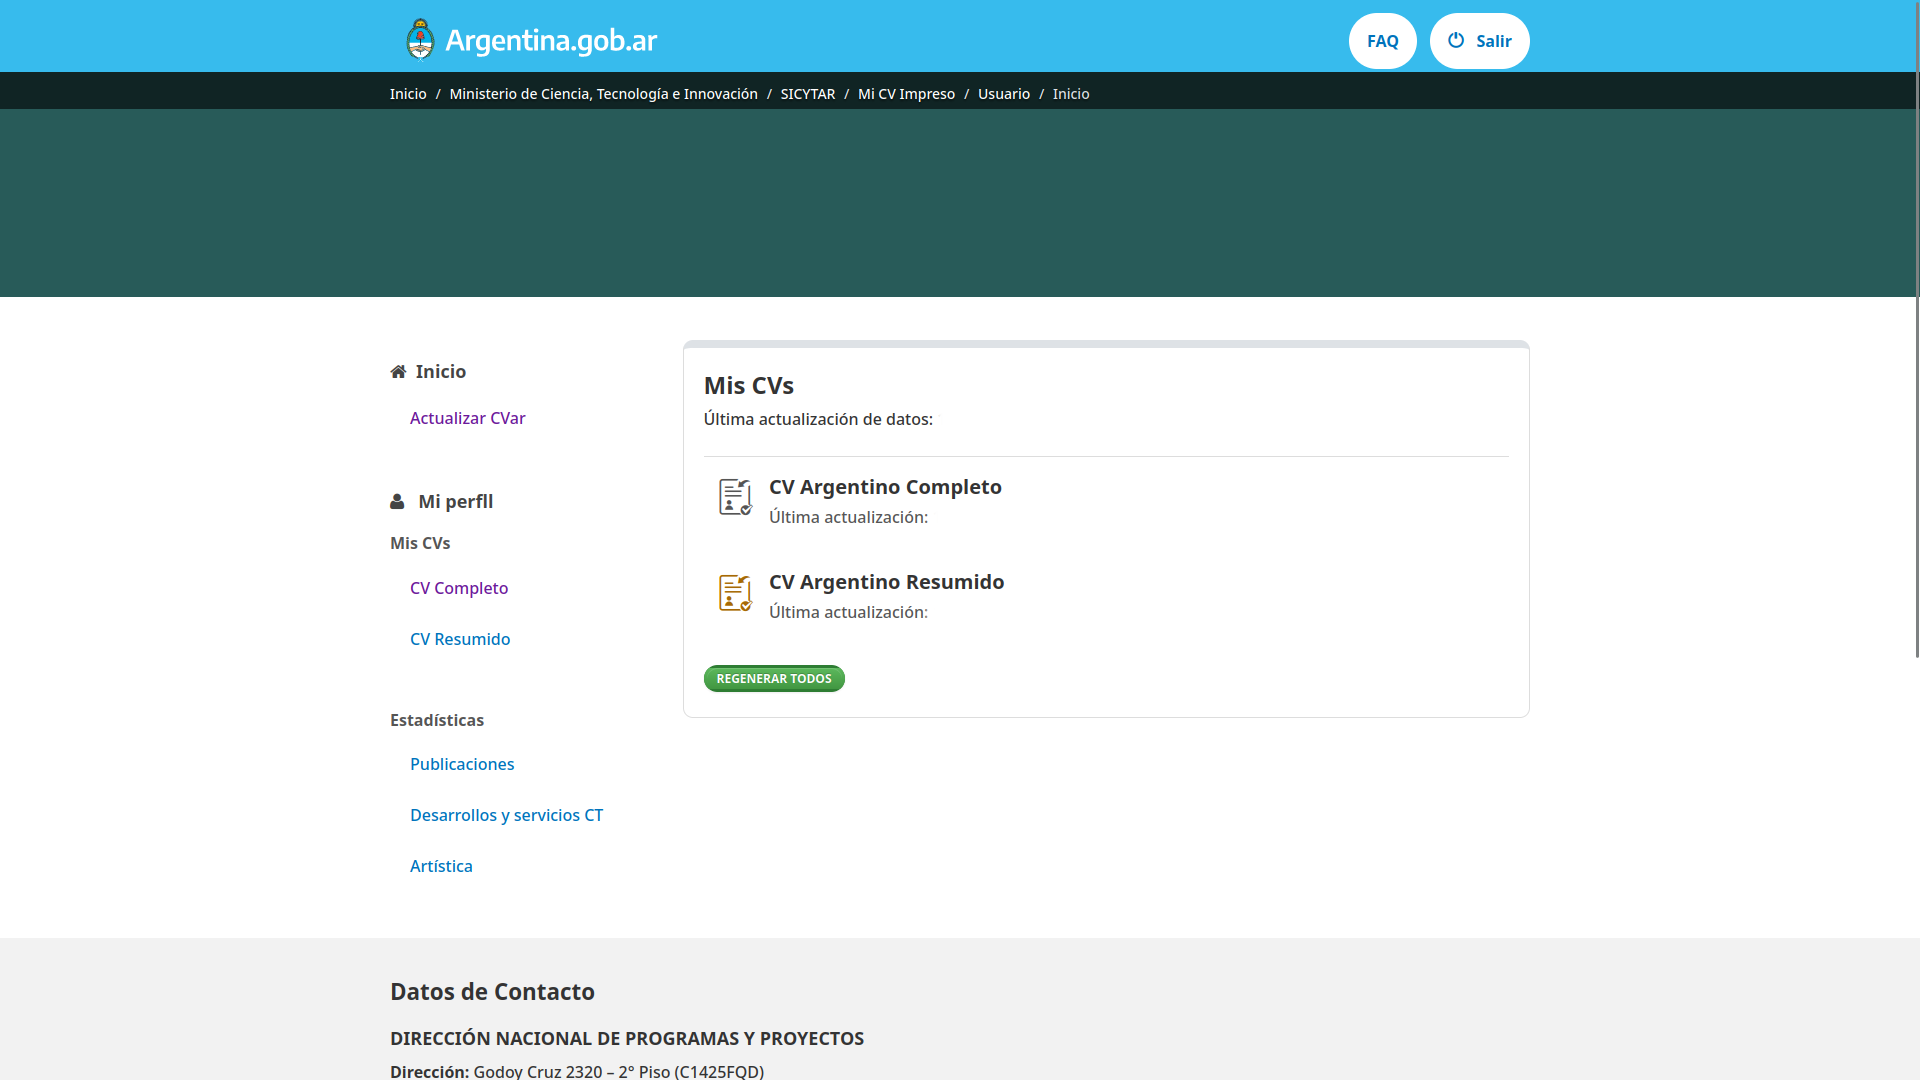 Argentina.gob.ar
FAQ
Salir
Inicio / Ministerio de Ciencia, Tecnología e Innovación / SICYTAR / Mi CV Impreso / Usuario / Inicio
Inicio
Actualizar CVar
Mi perfIl
Mis CVs
CV Completo
CV Resumido
Estadísticas
Publicaciones
Desarrollos y servicios CT
Artística
Mis CVs
Última actualización de datos:
CV Argentino Completo
Última actualización:
CV Argentino Resumido
Última actualización:
REGENERAR TODOS
Datos de Contacto
DIRECCIÓN NACIONAL DE PROGRAMAS Y PROYECTOS
Dirección: Godoy Cruz 2320 – 2° Piso (C1425FQD)